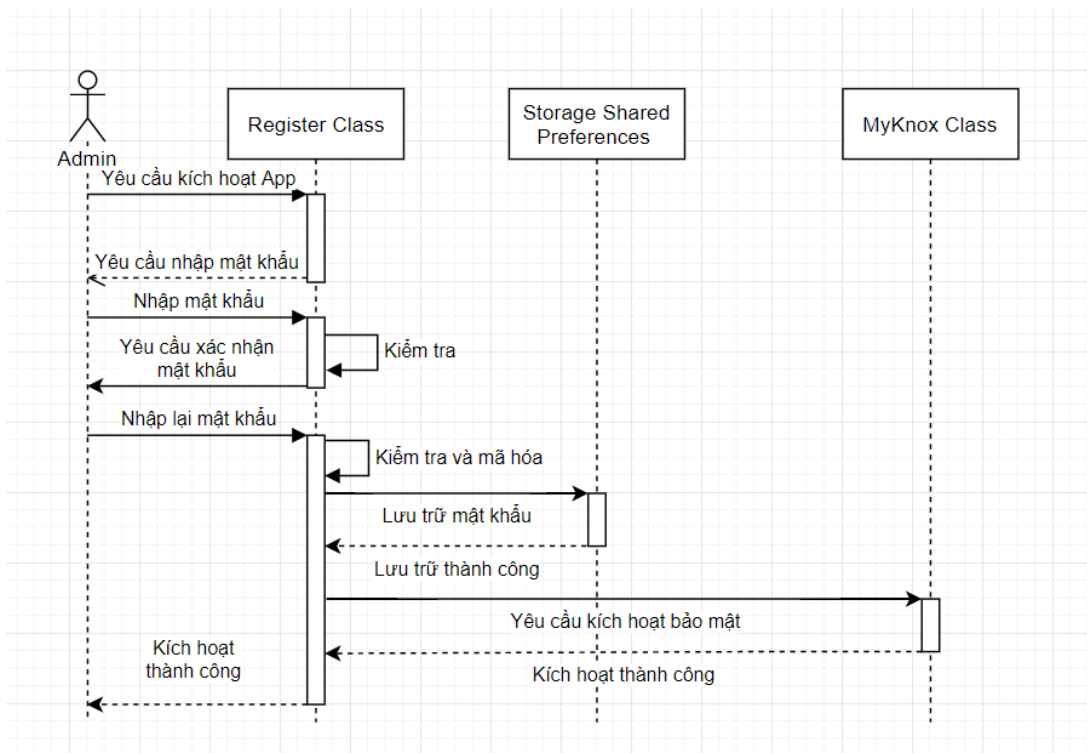 Admin
Register Class
Storage Shared
Preferences
MyKnox Class
Yêu cầu kích hoạt App
Yêu cầu nhập mật khẩu
Nhập mật khẩu
Yêu cầu xác nhận
mật khẩu
Kiểm tra
Nhập lại mật khẩu
Kiểm tra và mã hóa
Lưu trữ mật khẩu
Lưu trữ thành công
Yêu cầu kích hoạt bảo mật
Kích hoạt
thành công
Kích hoạt thành công